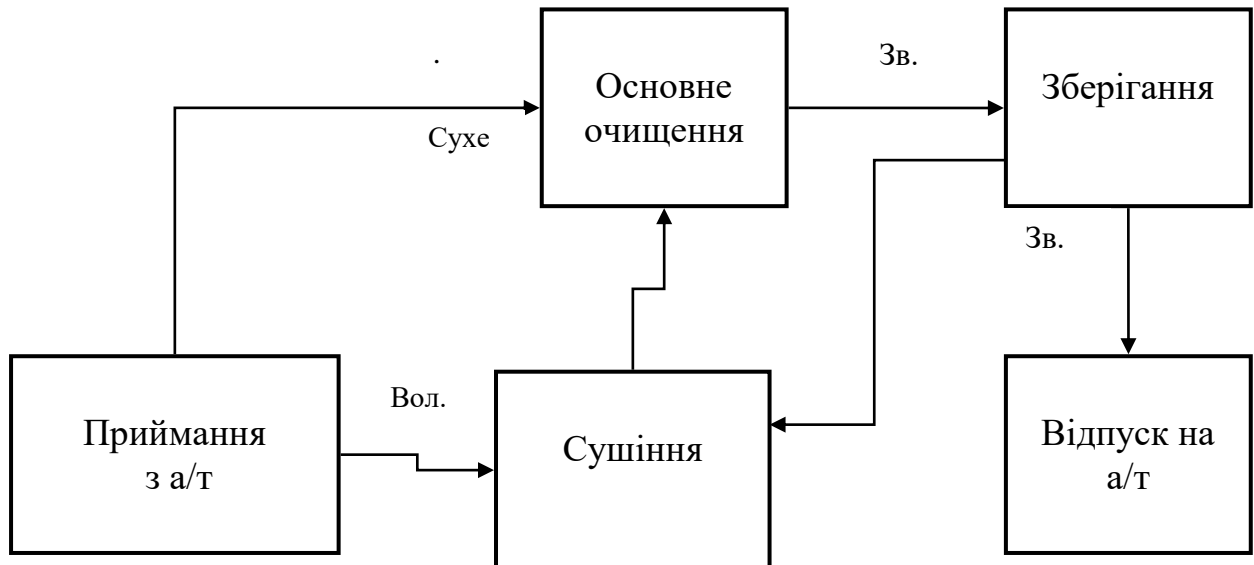 .
Зв.
Основне
очищення
Зберігання
Сухе
Зв.
Вол.
Приймання
з а/т
Сушіння
Відпуск на
а/т